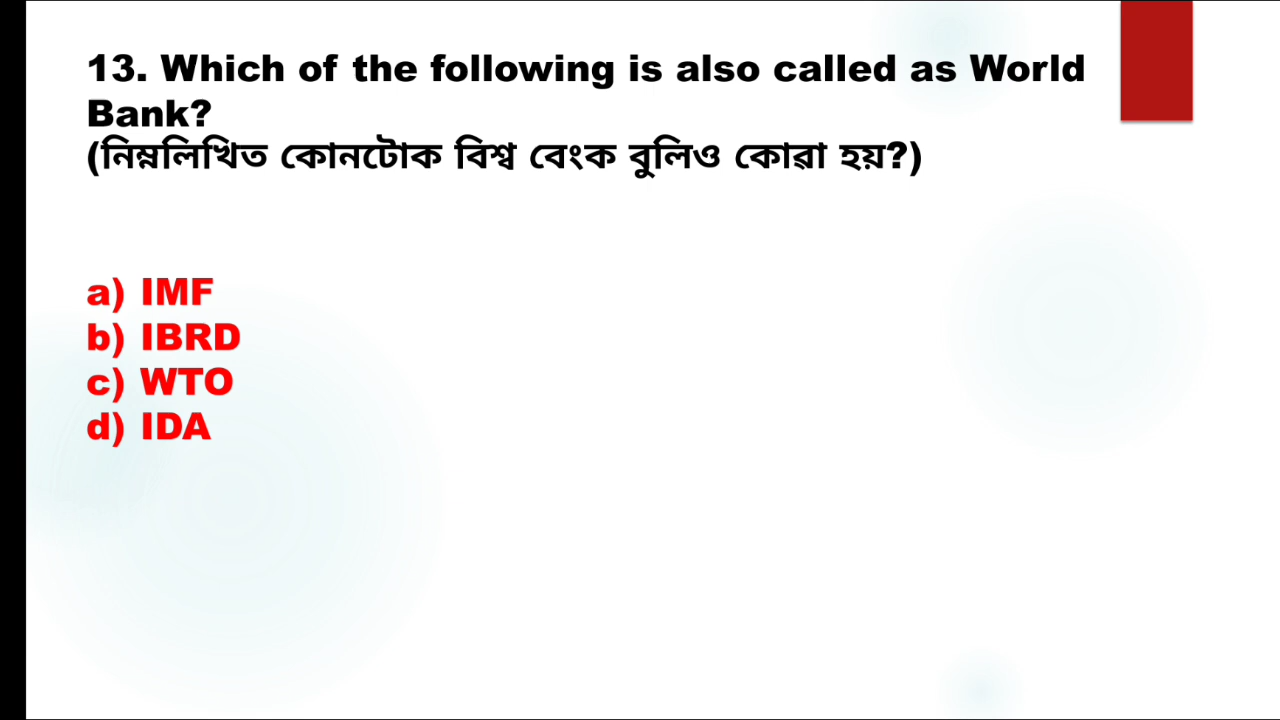 13. Which of the following is also called as World
Bank?
(নিম্নলিখিত কোনটোক বিশ্ব বেংক বুলিও কোৱা হয়?)
a) IMF
b) IBRD
c) WTO
d) IDA